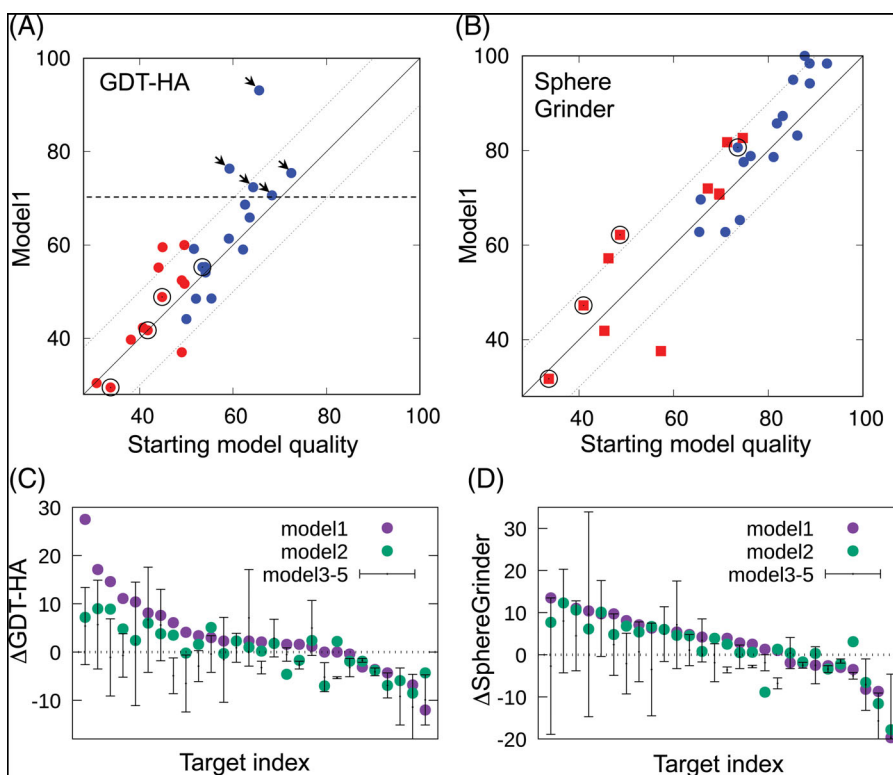 (A)
GDT-HA
100
80
60
40
Model1
40
60
80
100
Starting model quality
(B)
Sphere
Grinder
100
80
60
40
Model1
40
60
80
100
Starting model quality
(C)
30
20
10
0
-10
ΔGDT-HA
model1
model2
model3-5
Target index
(D)
30
20
10
0
-10
-20
ΔSphereGrinder
model1
model2
model3-5
Target index